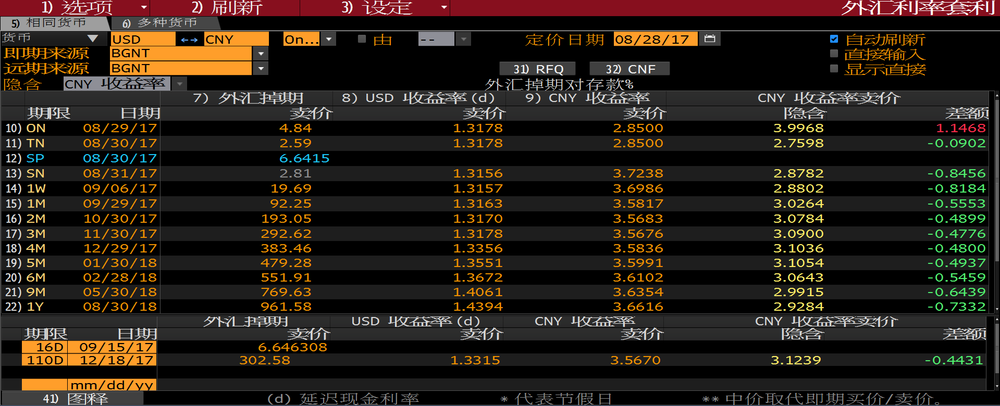 1) 选项 2) 刷新 3) 设定 外汇利率套利
5) 相同货币 6) 多种货币
货币 USD ↔ CNY On... 由 -- 定价日期 08/28/17 自动刷新
即期来源 BGNT 直接输入
远期来源 BGNT 31) RFQ 32) CNF 显示直接
隐含 CNY 收益率 外汇掉期对存款%
7) 外汇掉期 8) USD 收益率(d) 9) CNY 收益率 CNY 收益率卖价
期限 日期 卖价 卖价 卖价 隐含 差额
10) ON 08/29/17 4.84 1.3178 2.8500 3.9968 1.1468
11) TN 08/30/17 2.59 1.3178 2.8500 2.7598 -0.0902
12) SP 08/30/17 6.6415
13) SN 08/31/17 2.81 1.3156 3.7238 2.8782 -0.8456
14) 1W 09/06/17 19.69 1.3157 3.6986 2.8802 -0.8184
15) 1M 09/29/17 92.25 1.3163 3.5817 3.0264 -0.5553
16) 2M 10/30/17 193.05 1.3170 3.5683 3.0784 -0.4899
17) 3M 11/30/17 292.62 1.3178 3.5676 3.0900 -0.4776
18) 4M 12/29/17 383.46 1.3356 3.5836 3.1036 -0.4800
19) 5M 01/30/18 479.28 1.3551 3.5991 3.1054 -0.4937
20) 6M 02/28/18 551.91 1.3672 3.6102 3.0643 -0.5459
21) 9M 05/30/18 769.63 1.4061 3.6354 2.9915 -0.6439
22) 1Y 08/30/18 961.58 1.4394 3.6616 2.9284 -0.7332
外汇掉期 USD 收益率(d) CNY 收益率 CNY 收益率卖价
期限 日期 卖价 卖价 卖价 隐含 差额
16D 09/15/17 6.646308
110D 12/18/17 302.58 1.3315 3.5670 3.1239 -0.4431
mm/dd/yy
41) 图释 (d) 延迟现金利率 * 代表节假日 ** 中价取代即期买价/卖价。